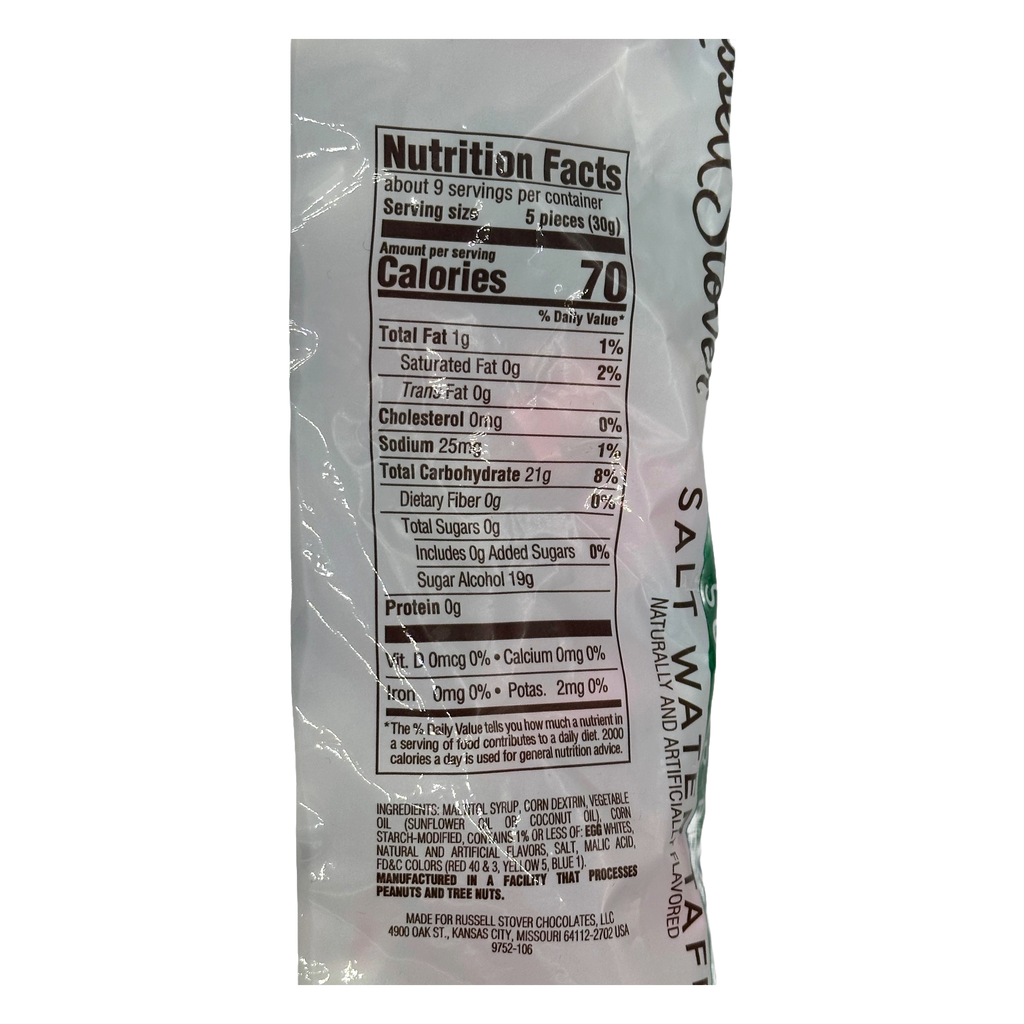 Nutrition Facts
about 9 servings per container
Serving size 5 pieces (30g)
Amount per serving
Calories 70
% Daily Value*
Total Fat 1g 1%
Saturated Fat 0g 2%
Trans Fat 0g
Cholesterol 0mg 0%
Sodium 25mg 1%
Total Carbohydrate 21g 8%
Dietary Fiber 0g 0%
Total Sugars 0g
Includes 0g Added Sugars 0%
Sugar Alcohol 19g
Protein 0g
Vit. D 0mcg 0% • Calcium 0mg 0%
Iron 0mg 0% • Potas. 2mg 0%
*The % Daily Value tells you how much a nutrient in
a serving of food contributes to a daily diet. 2000
calories a day is used for general nutrition advice.
INGREDIENTS: MALTITOL SYRUP, CORN DEXTRIN, VEGETABLE
OIL (SUNFLOWER OIL OR COCONUT OIL), CORN
STARCH-MODIFIED, CONTAINS 1% OR LESS OF: EGG WHITES,
NATURAL AND ARTIFICIAL FLAVORS, SALT, MALIC ACID,
FD&C COLORS (RED 40 & 3, YELLOW 5, BLUE 1).
MANUFACTURED IN A FACILITY THAT PROCESSES
PEANUTS AND TREE NUTS.
MADE FOR RUSSELL STOVER CHOCOLATES, LLC
4900 OAK ST., KANSAS CITY, MISSOURI 64112-2702 USA
9752-106
Stover
SALT WATER TAF
NATURALLY AND ARTIFICIALLY FLAVORED